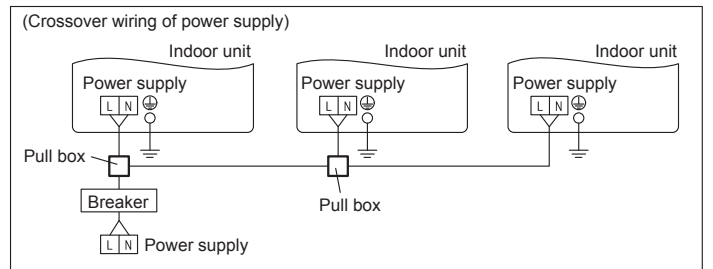 (Crossover wiring of power supply)
Indoor unit
Indoor unit
Indoor unit
Power supply
Power supply
Power supply
L N
L N
L N
Pull box
Breaker
Pull box
L N Power supply